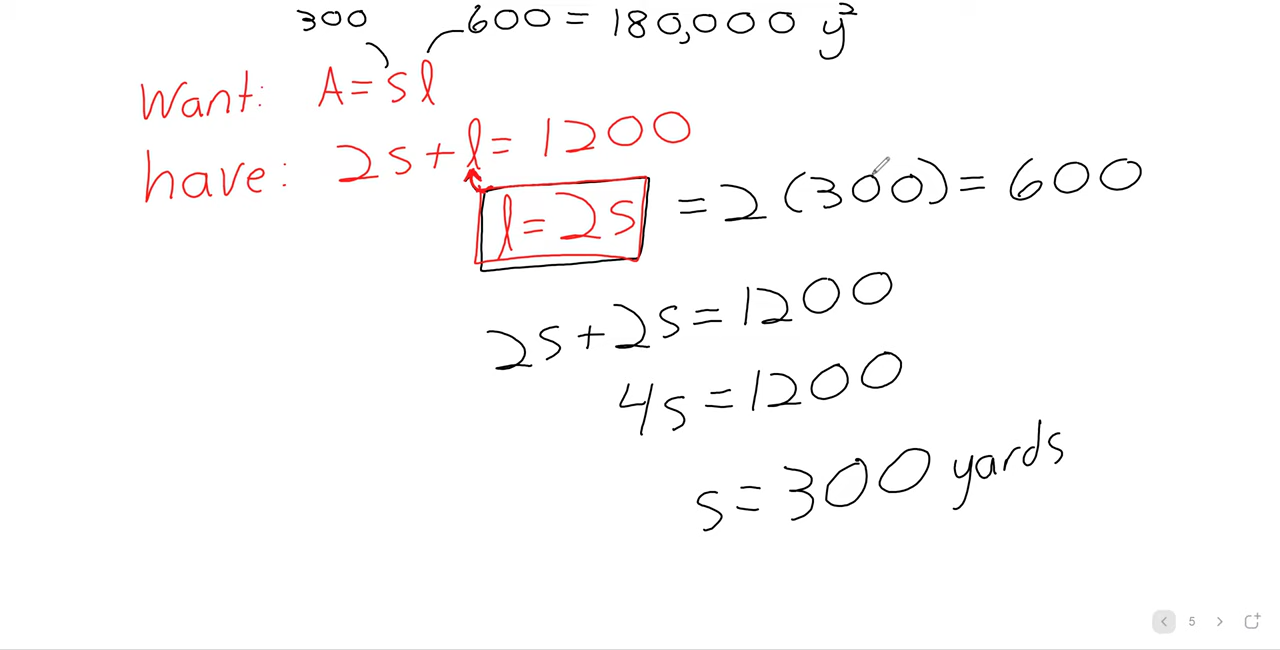 300 600 = 180,000 y²
Want: A = sl
have: 2s + l = 1200
l = 2s = 2(300) = 600
2s + 2s = 1200
4s = 1200
s = 300 yards
5